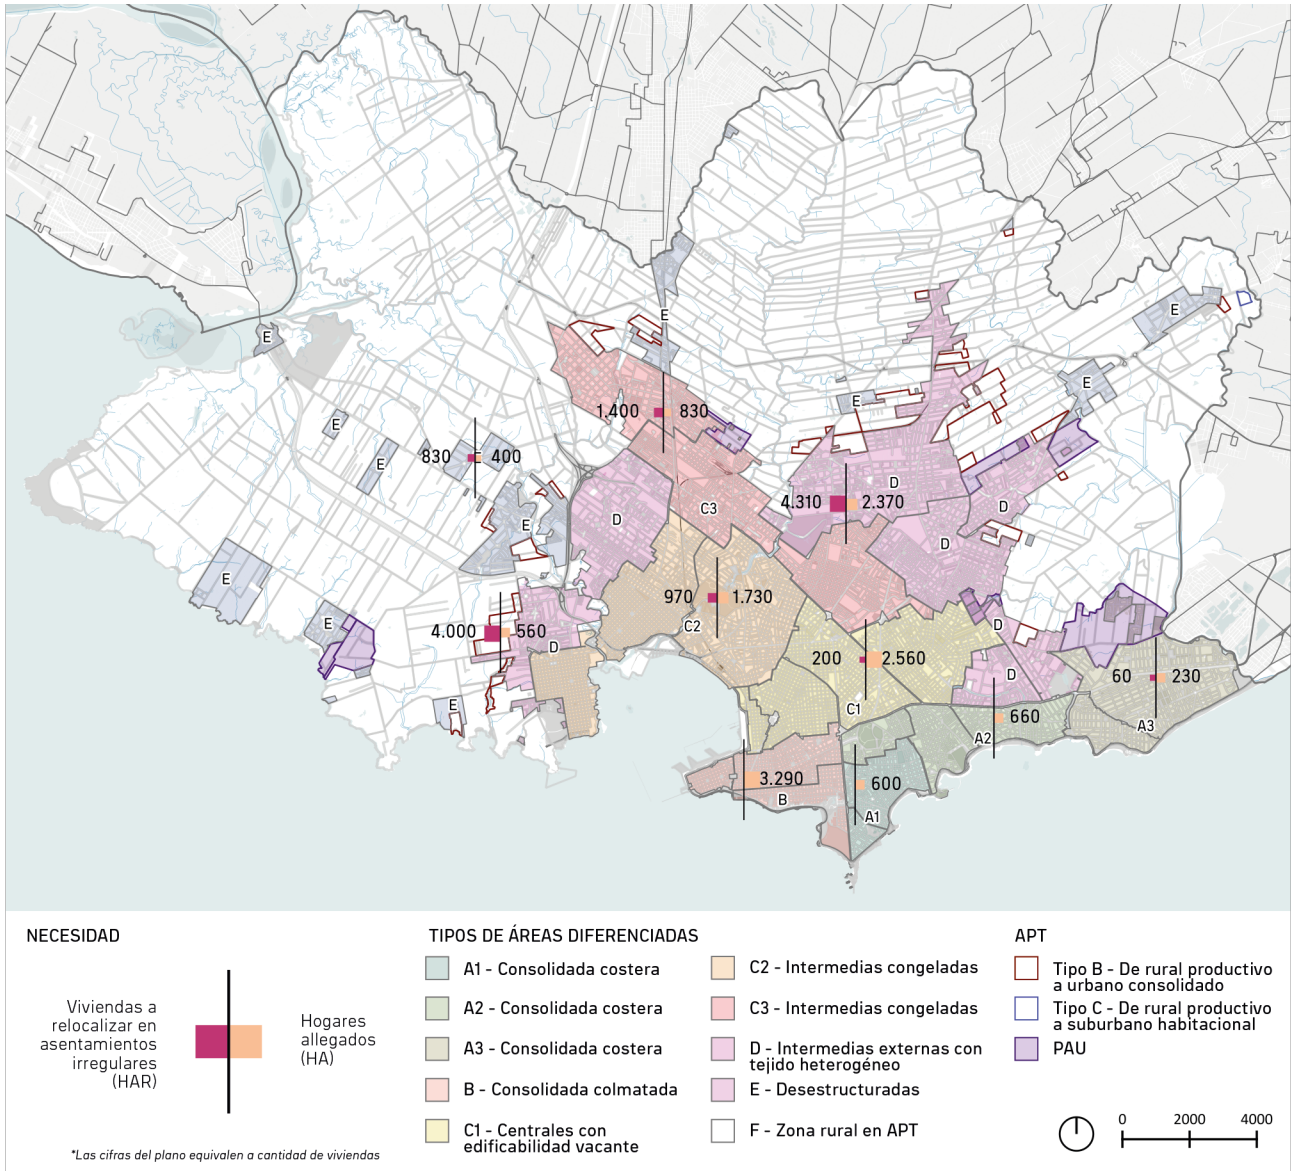 E
E
E
E
1.400
830
E
E
E
830
400
E
D
4.310
2.370
C3
D
E
D
D
E
970
1.730
C2
E
4.000
560
D
D
200
2.560
D
60
230
E
C1
660
A2
A3
3.290
600
B
A1
NECESIDAD
Viviendas a
relocalizar en
asentamientos
irregulares
(HAR)
Hogares
allegados
(HA)
*Las cifras del plano equivalen a cantidad de viviendas
TIPOS DE ÁREAS DIFERENCIADAS
A1 - Consolidada costera
A2 - Consolidada costera
A3 - Consolidada costera
B - Consolidada colmatada
C1 - Centrales con
edificabilidad vacante
C2 - Intermedias congeladas
C3 - Intermedias congeladas
D - Intermedias externas con
tejido heterogéneo
E - Desestructuradas
F - Zona rural en APT
APT
Tipo B - De rural productivo
a urbano consolidado
Tipo C - De rural productivo
a suburbano habitacional
PAU
0 2000 4000